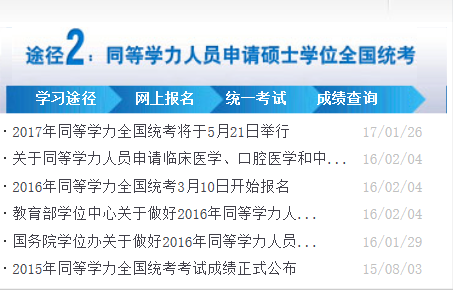 途径2：同等学力人员申请硕士学位全国统考
学习途径 网上报名 统一考试 成绩查询
·2017年同等学力全国统考将于5月21日举行 17/01/26
·关于同等学力人员申请临床医学、口腔医学和中... 16/02/04
·2016年同等学力全国统考3月10日开始报名 16/02/04
·教育部学位中心关于做好2016年同等学力人... 16/02/04
·国务院学位办关于做好2016年同等学力人员... 16/01/29
·2015年同等学力全国统考考试成绩正式公布 15/08/03